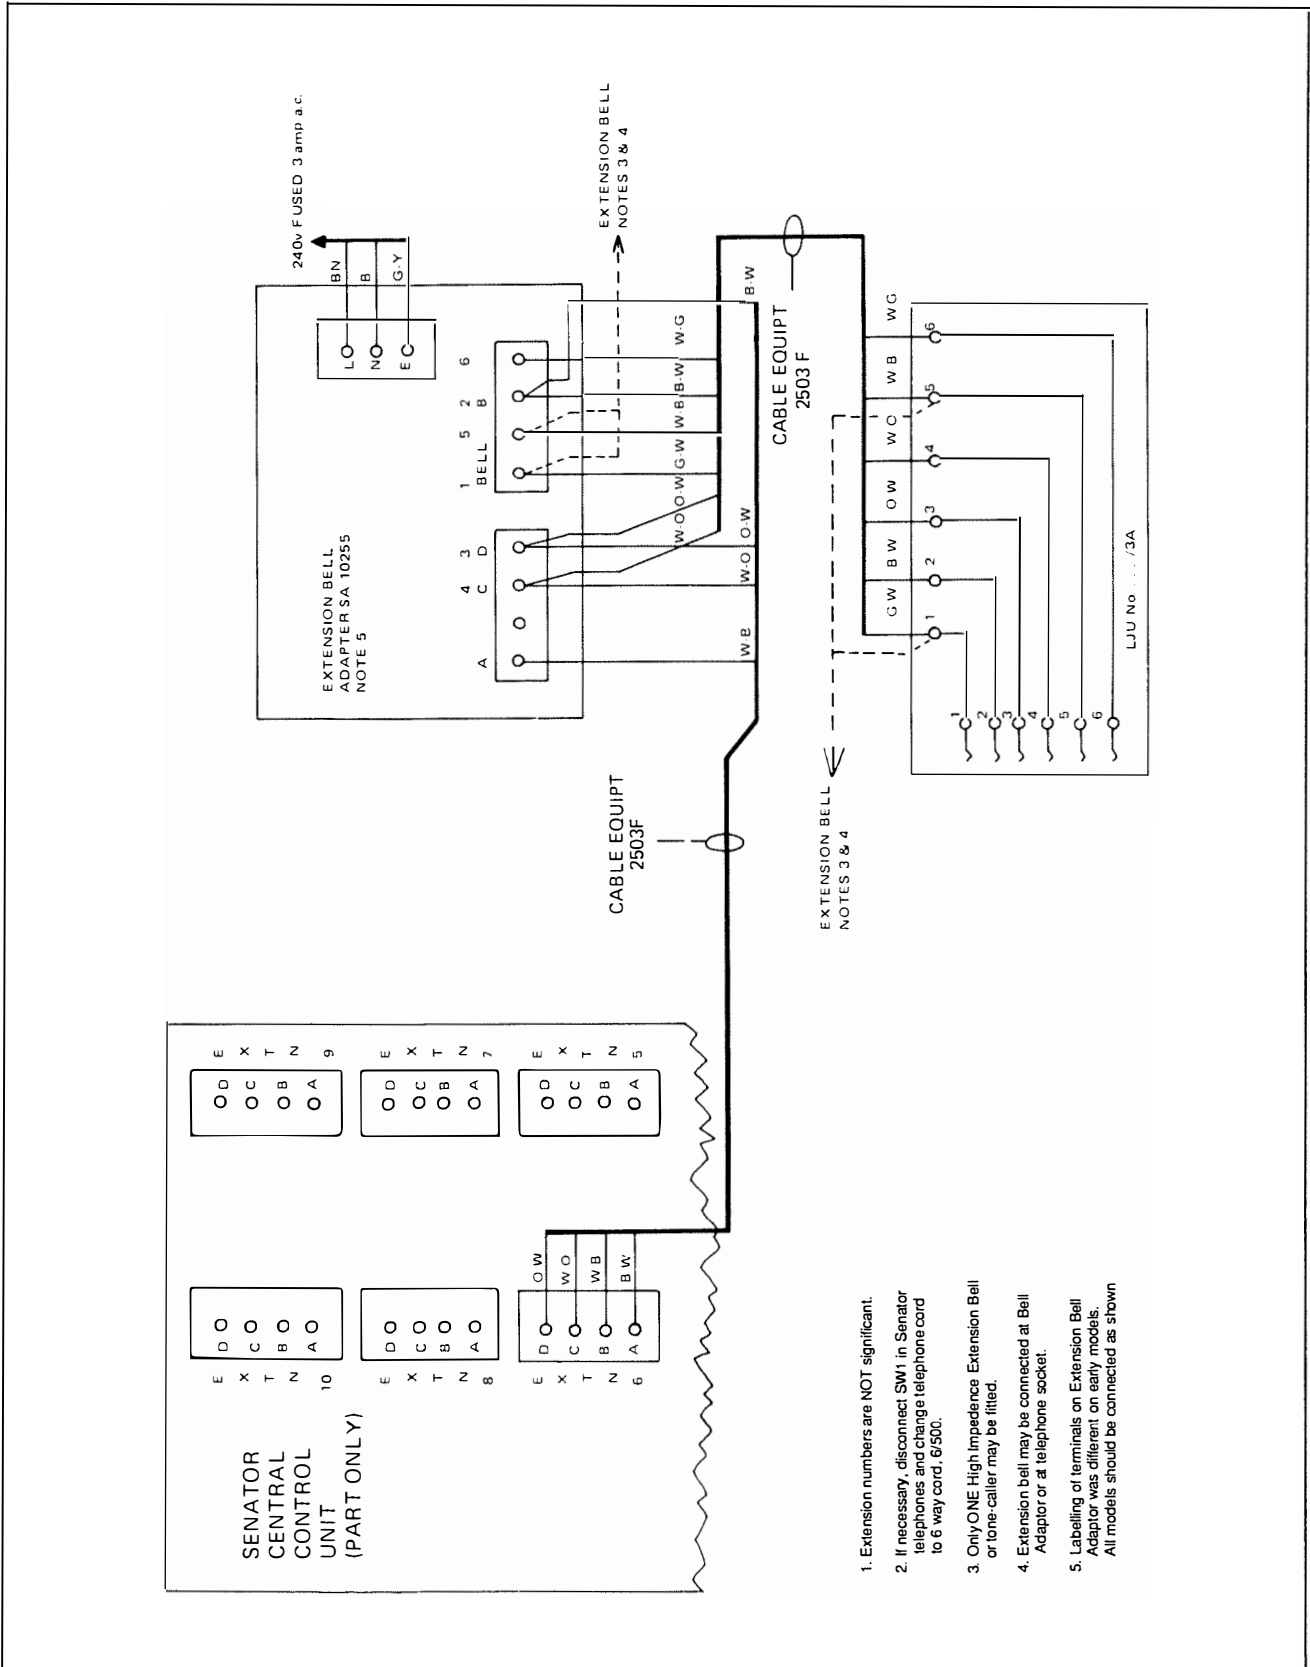 SENATOR
CENTRAL
CONTROL
UNIT
(PART ONLY)
E X T N 10
D C B A
E X T N 8
D C B A
E X T N 6
D C B A
OW
WO
WB
BW
D C B A
E X T N 9
D C B A
E X T N 7
D C B A
E X T N 5
CABLE EQUIPT
2503F
EXTENSION BELL
ADAPTER SA 10255
NOTE 5
L
N
E
BN
B
G-Y
240v FUSED 3 amp a.c.
A
4
C
3
D
1
BELL
5
2
B
6
W-B
W-O
O-W
B-W
W-O
O-W
G-W
W-B
B-W
W-G
EXTENSION BELL
NOTES 3 & 4
CABLE EQUIPT
2503 F
EXTENSION BELL
NOTES 3 & 4
GW
BW
OW
WO
WB
WG
1
2
3
4
5
6
1
2
3
4
5
6
LJU No. . . . /3A
1. Extension numbers are NOT significant.
2. If necessary, disconnect SW1 in Senator
telephones and change telephone cord
to 6 way cord, 6/500.
3. Only ONE High Impedence Extension Bell
or tone-caller may be fitted.
4. Extension bell may be connected at Bell
Adaptor or at telephone socket.
5. Labelling of terminals on Extension Bell
Adaptor was different on early models.
All models should be connected as shown